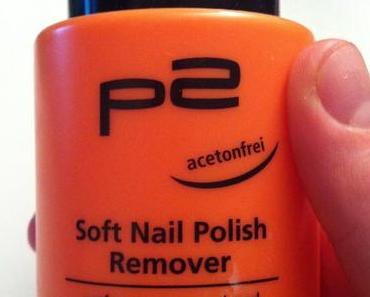 p2
acetonfrei
Soft Nail Polish
Remover